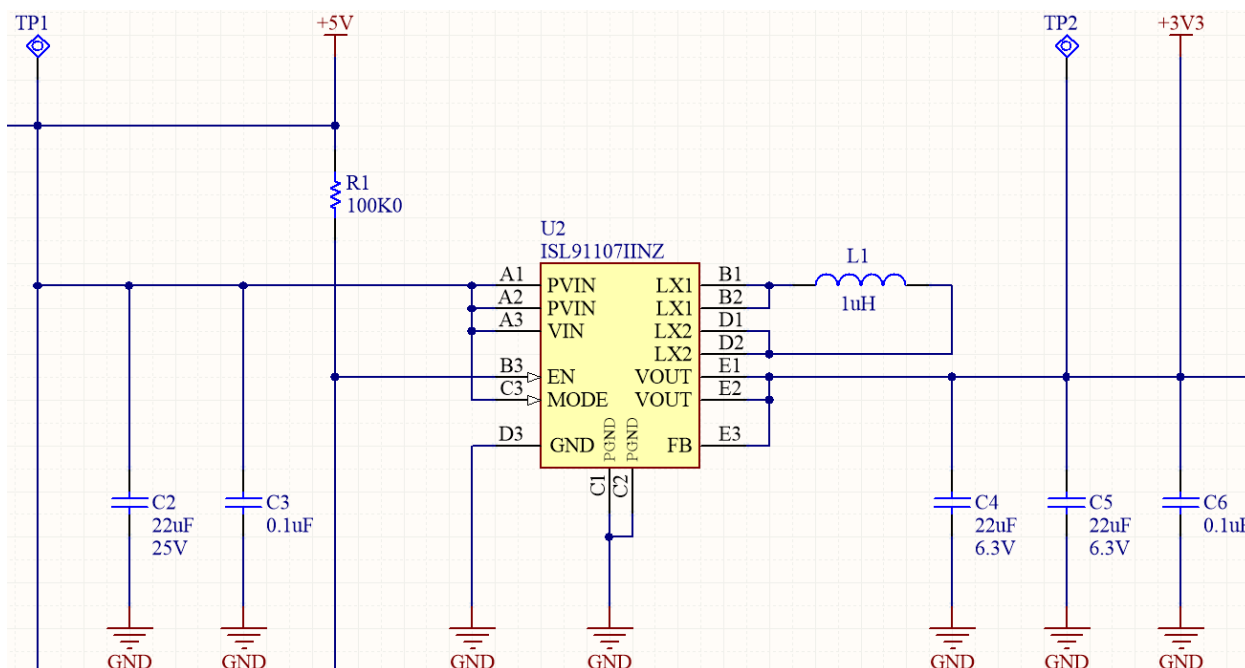 TP1
+5V
TP2
+3V3
R1
100K0
U2
ISL91107IINZ
L1
1uH
A1 PVIN LX1 B1
A2 PVIN LX1 B2
A3 VIN LX2 D1
LX2 D2
B3 EN VOUT E1
C3 MODE VOUT E2
D3 GND FB E3
PGND PGND
C1 C2
C2
22uF
25V
C3
0.1uF
C4
22uF
6.3V
C5
22uF
6.3V
C6
0.1uF
GND
GND
GND
GND
GND
GND
GND